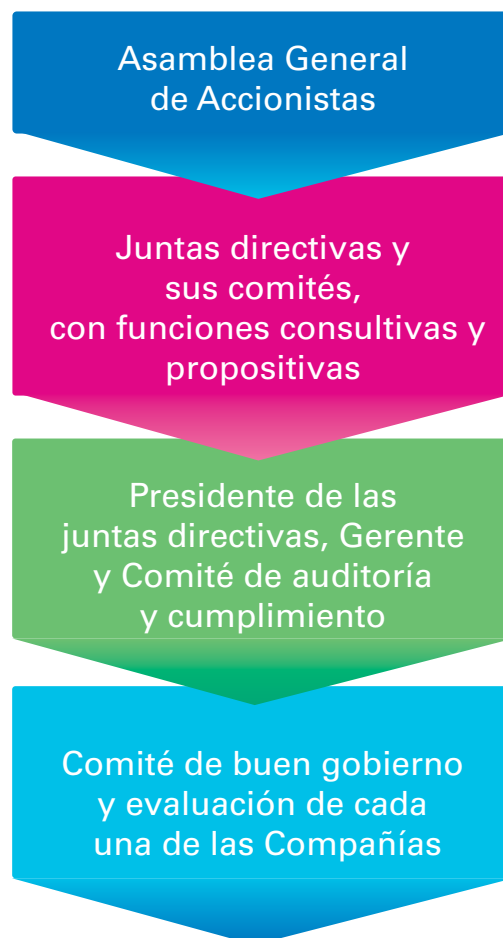 Asamblea General
de Accionistas
Juntas directivas y
sus comités,
con funciones consultivas y
propositivas
Presidente de las
juntas directivas, Gerente
y Comité de auditoría
y cumplimiento
Comité de buen gobierno
y evaluación de cada
una de las Compañías